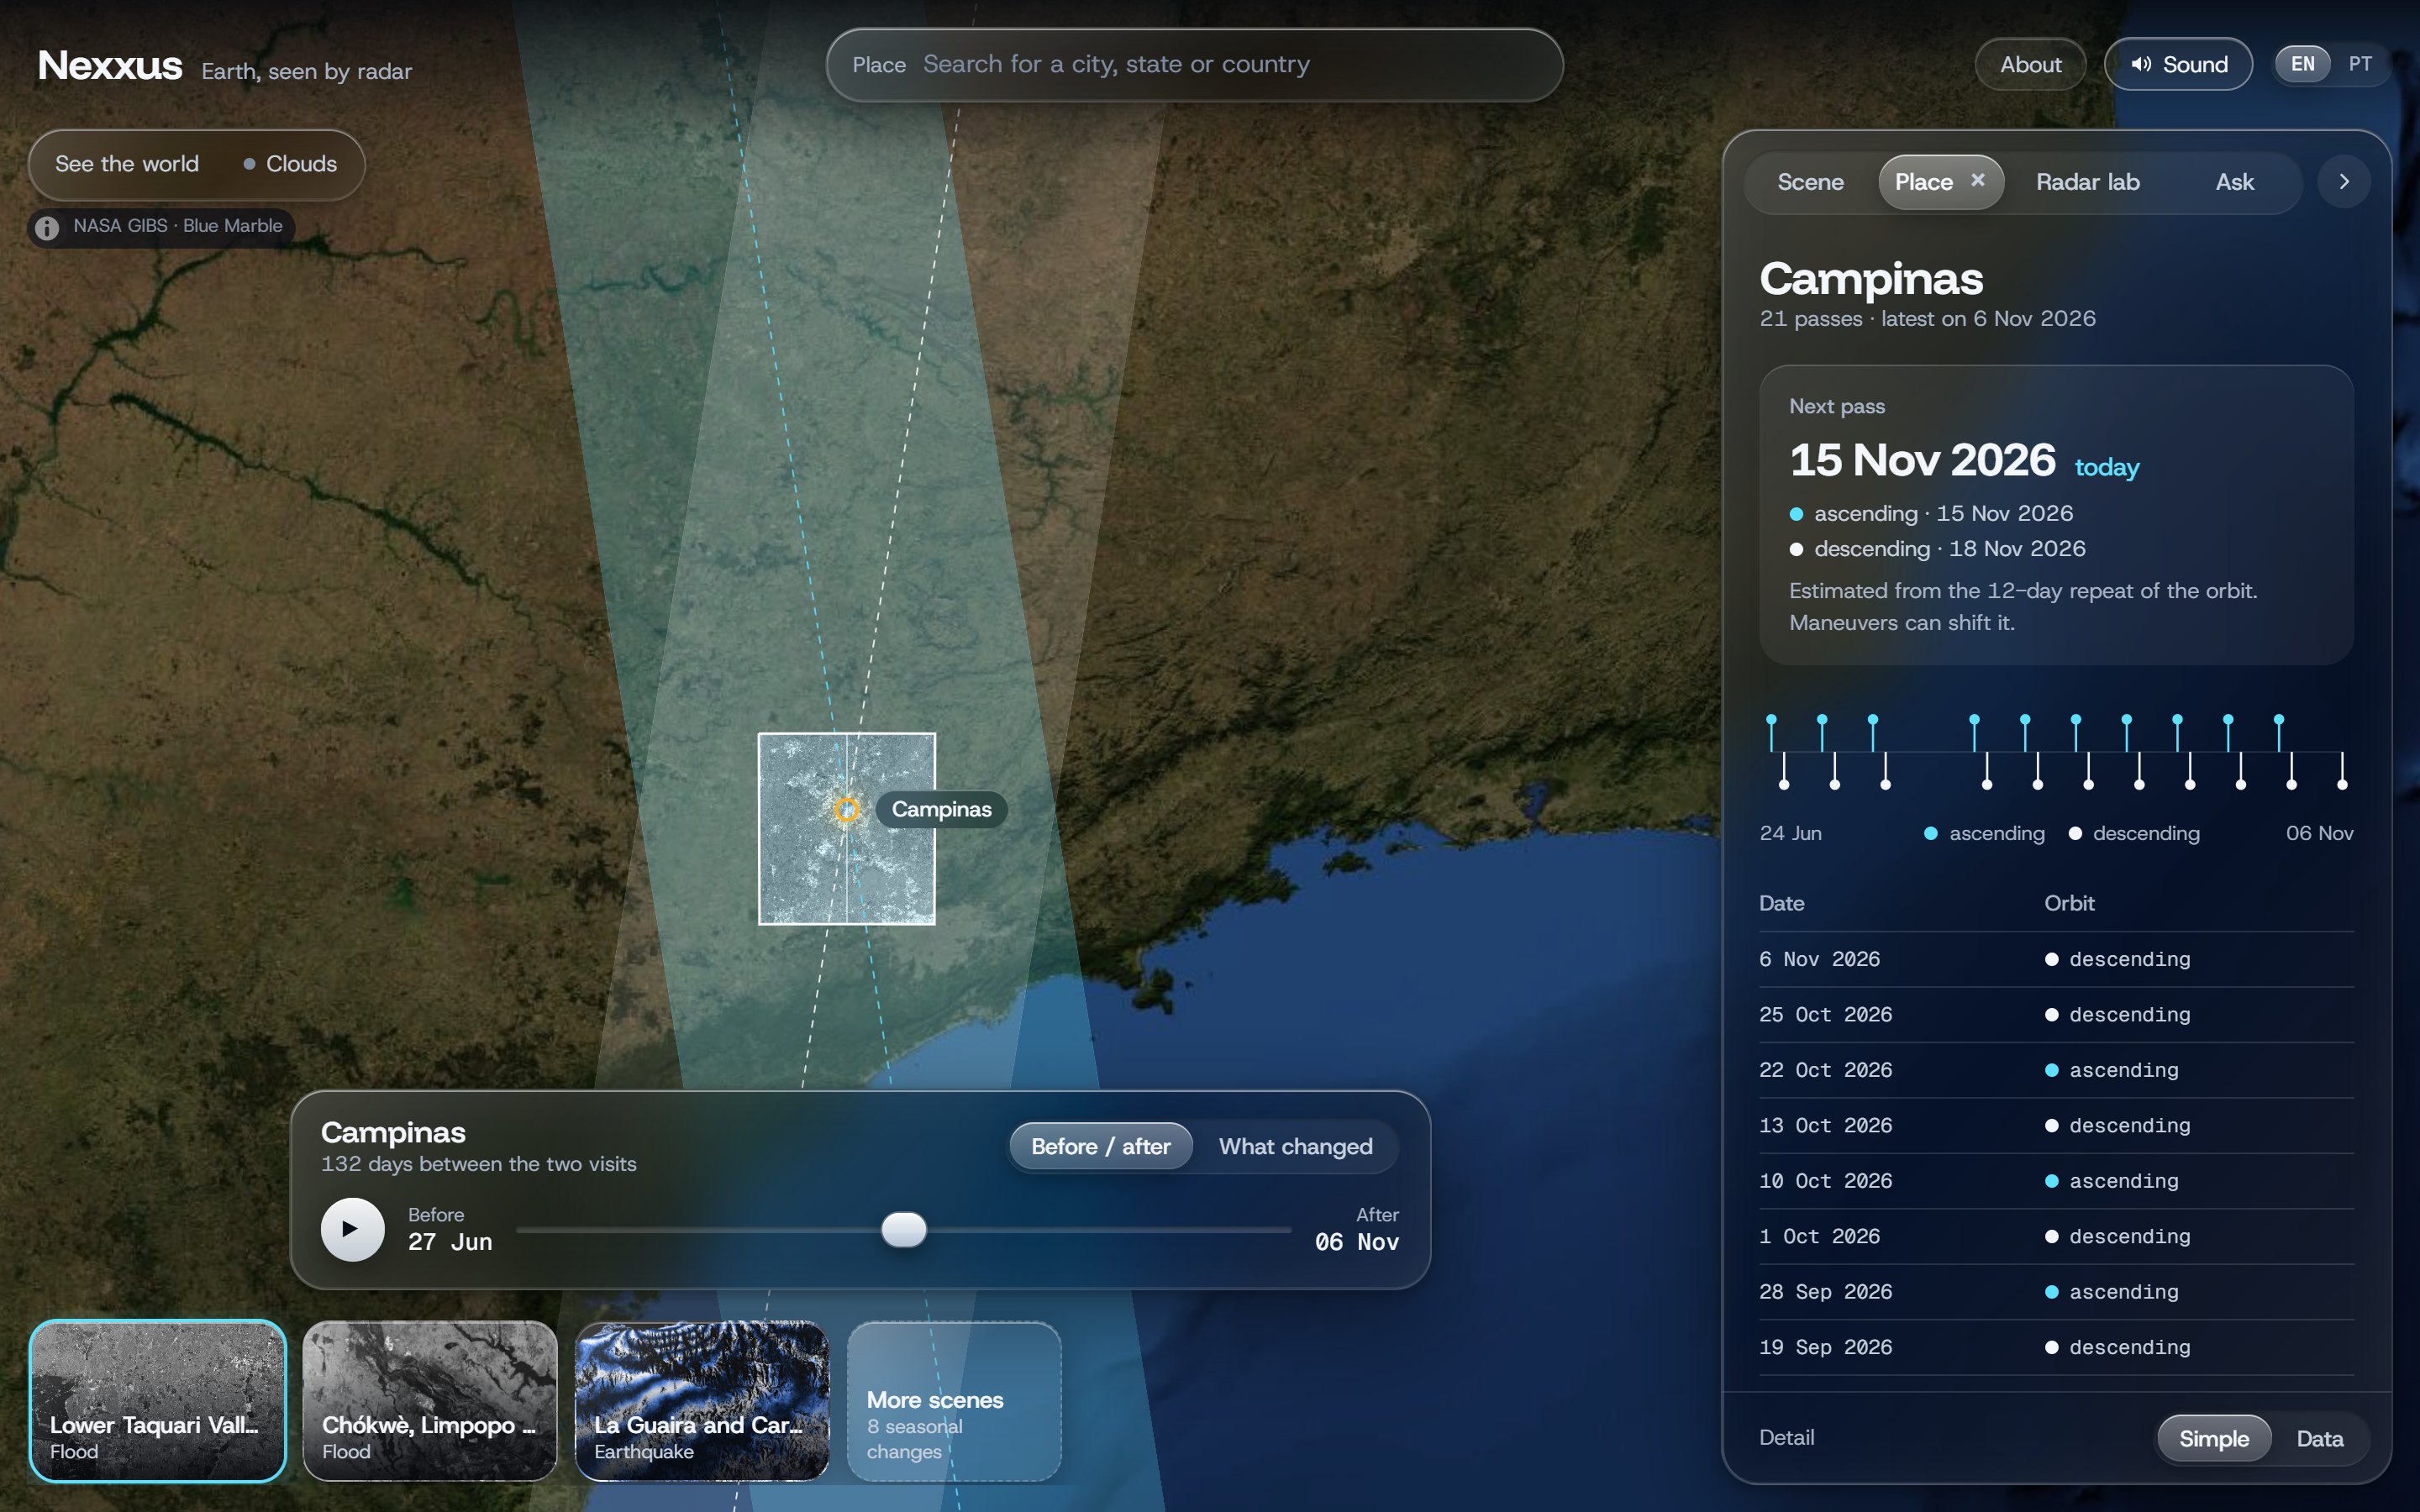 Nexxus Earth, seen by radar
Place Search for a city, state or country
About Sound EN PT
See the world Clouds
NASA GIBS · Blue Marble
Campinas
Scene Place × Radar lab Ask
Campinas
21 passes · latest on 6 Nov 2026
Next pass
15 Nov 2026 today
ascending · 15 Nov 2026
descending · 18 Nov 2026
Estimated from the 12-day repeat of the orbit.
Maneuvers can shift it.
24 Jun ascending descending 06 Nov
Date Orbit
6 Nov 2026 descending
25 Oct 2026 descending
22 Oct 2026 ascending
13 Oct 2026 descending
10 Oct 2026 ascending
1 Oct 2026 descending
28 Sep 2026 ascending
19 Sep 2026 descending
Detail Simple Data
Campinas
132 days between the two visits
Before / after What changed
Before
27 Jun
After
06 Nov
Lower Taquari Vall...
Flood
Chókwè, Limpopo ...
Flood
La Guaira and Car...
Earthquake
More scenes
8 seasonal
changes